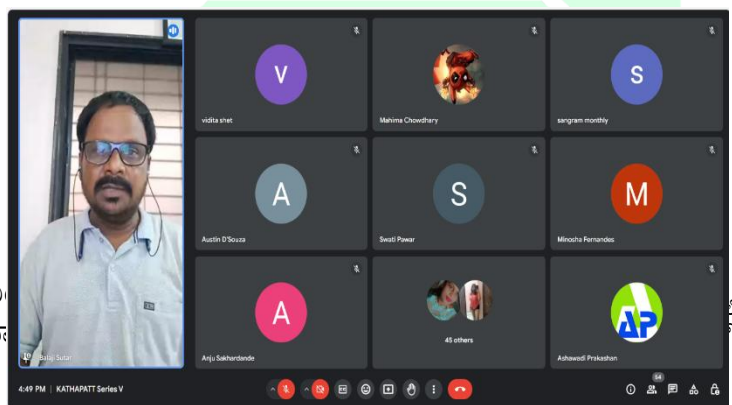 V
vidita shet
Mahima Chowdhary
S
sangram monthly
A
Austin D'Souza
S
Swati Pawar
M
Minosha Fernandes
Balaji Sutar
A
Anju Sakhardande
45 others
AP
Ashawadi Prakashan
4:49 PM | KATHAPATT Series V
54